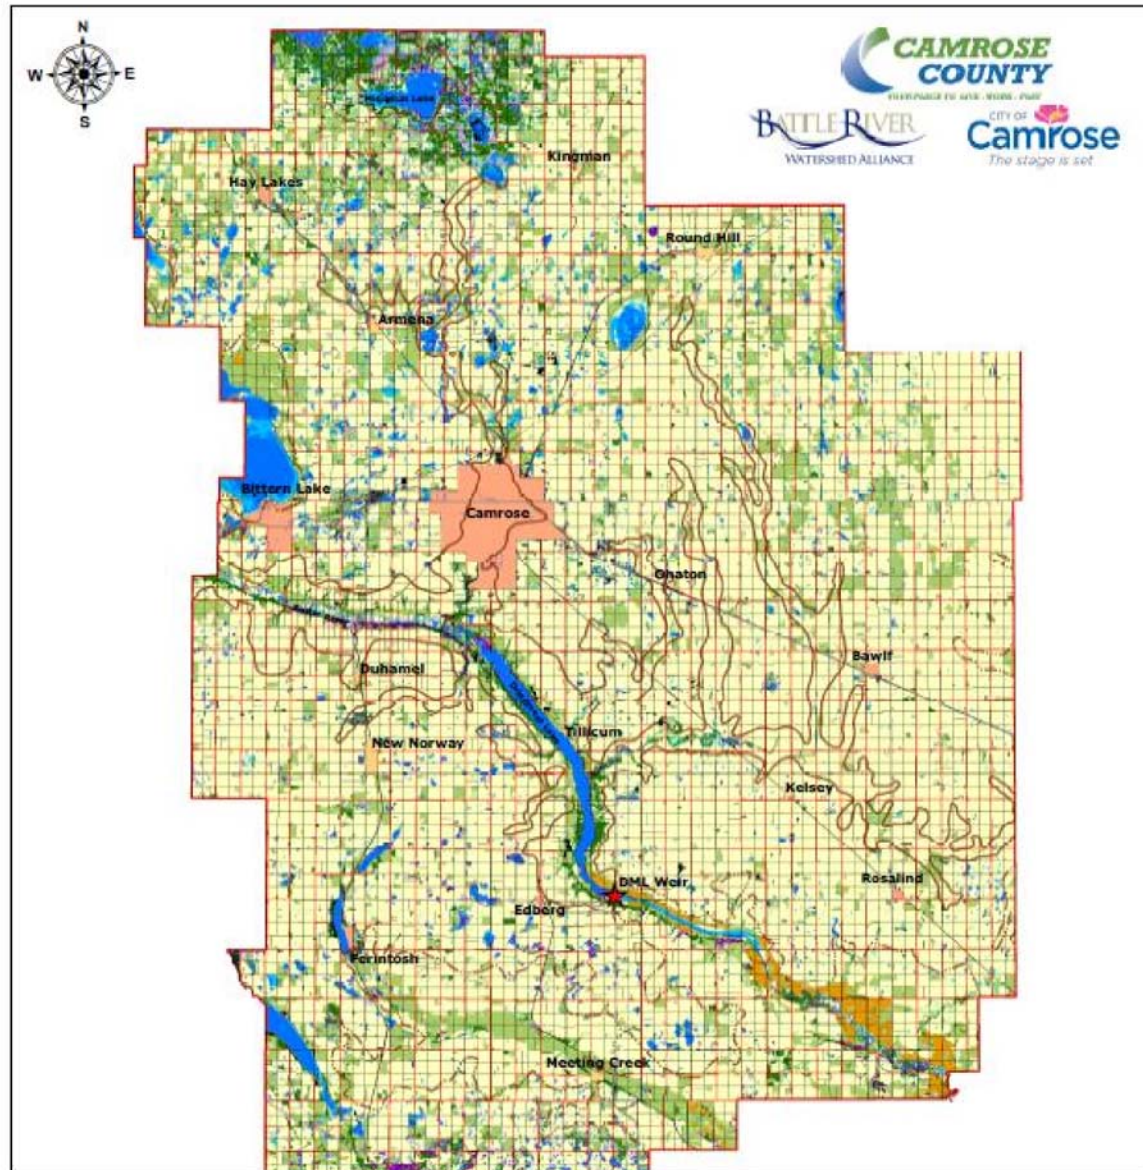 N
W E
S
CAMROSE
COUNTY
BATTLE RIVER
WATERSHED ALLIANCE
CITY OF
Camrose
The stage is set
Kingman
Hay Lakes
Round Hill
Armena
Bittern Lake
Camrose
Ohaton
Duhamel
Bawlf
Tillicum
New Norway
Kelsey
DML Weir
Rosalind
Edberg
Ferintosh
Meeting Creek